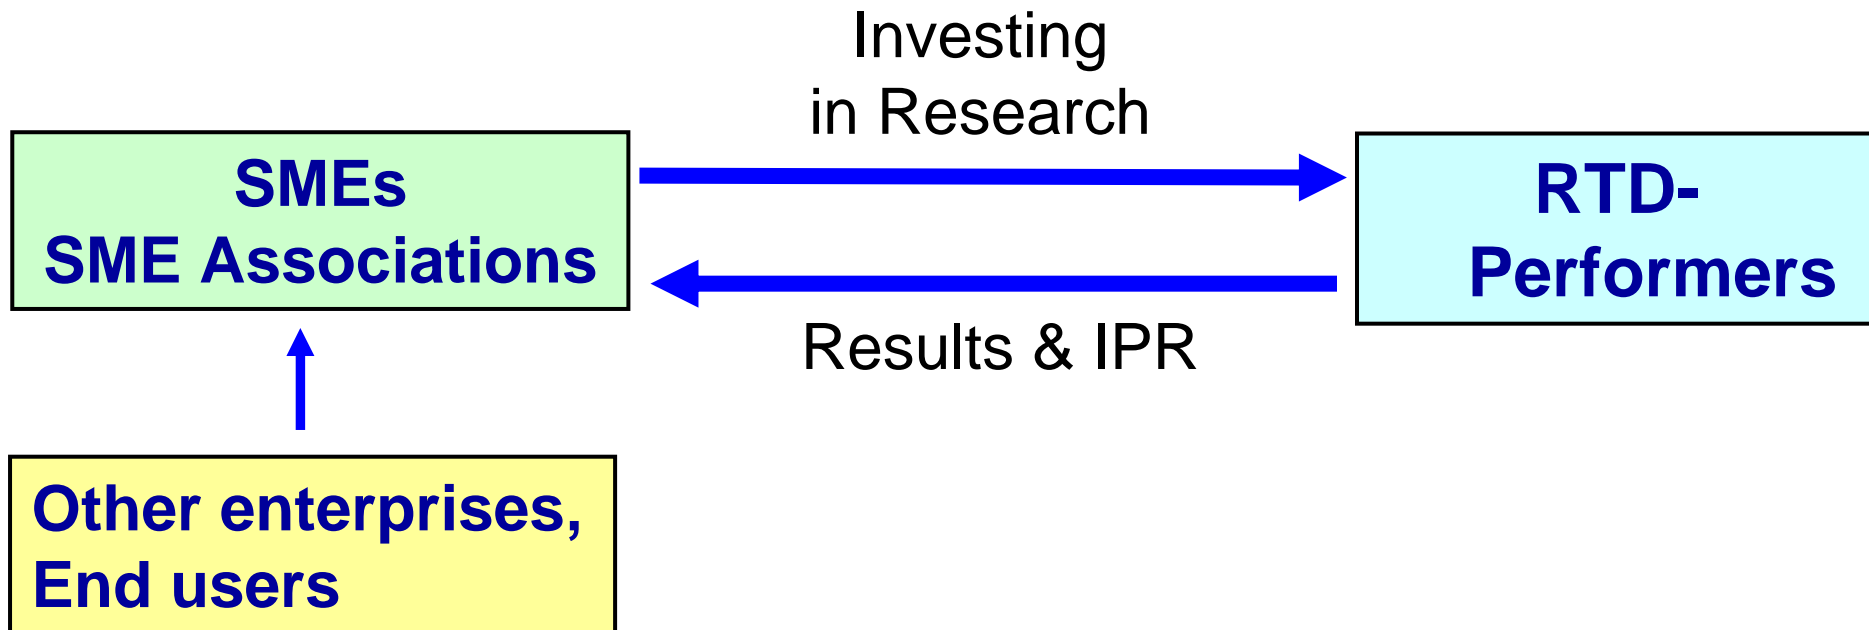 Investing
in Research
SMEs
SME Associations
RTD-
Performers
Results & IPR
Other enterprises,
End users